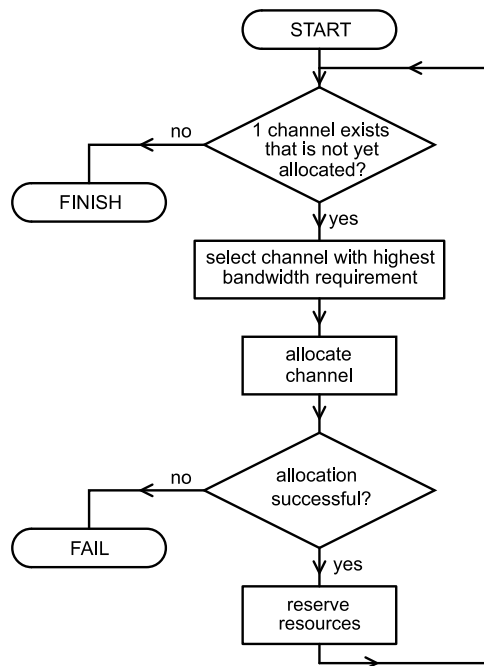 START
1 channel exists
that is not yet
allocated?
no
FINISH
yes
select channel with highest
bandwidth requirement
allocate
channel
allocation
successful?
no
FAIL
yes
reserve
resources